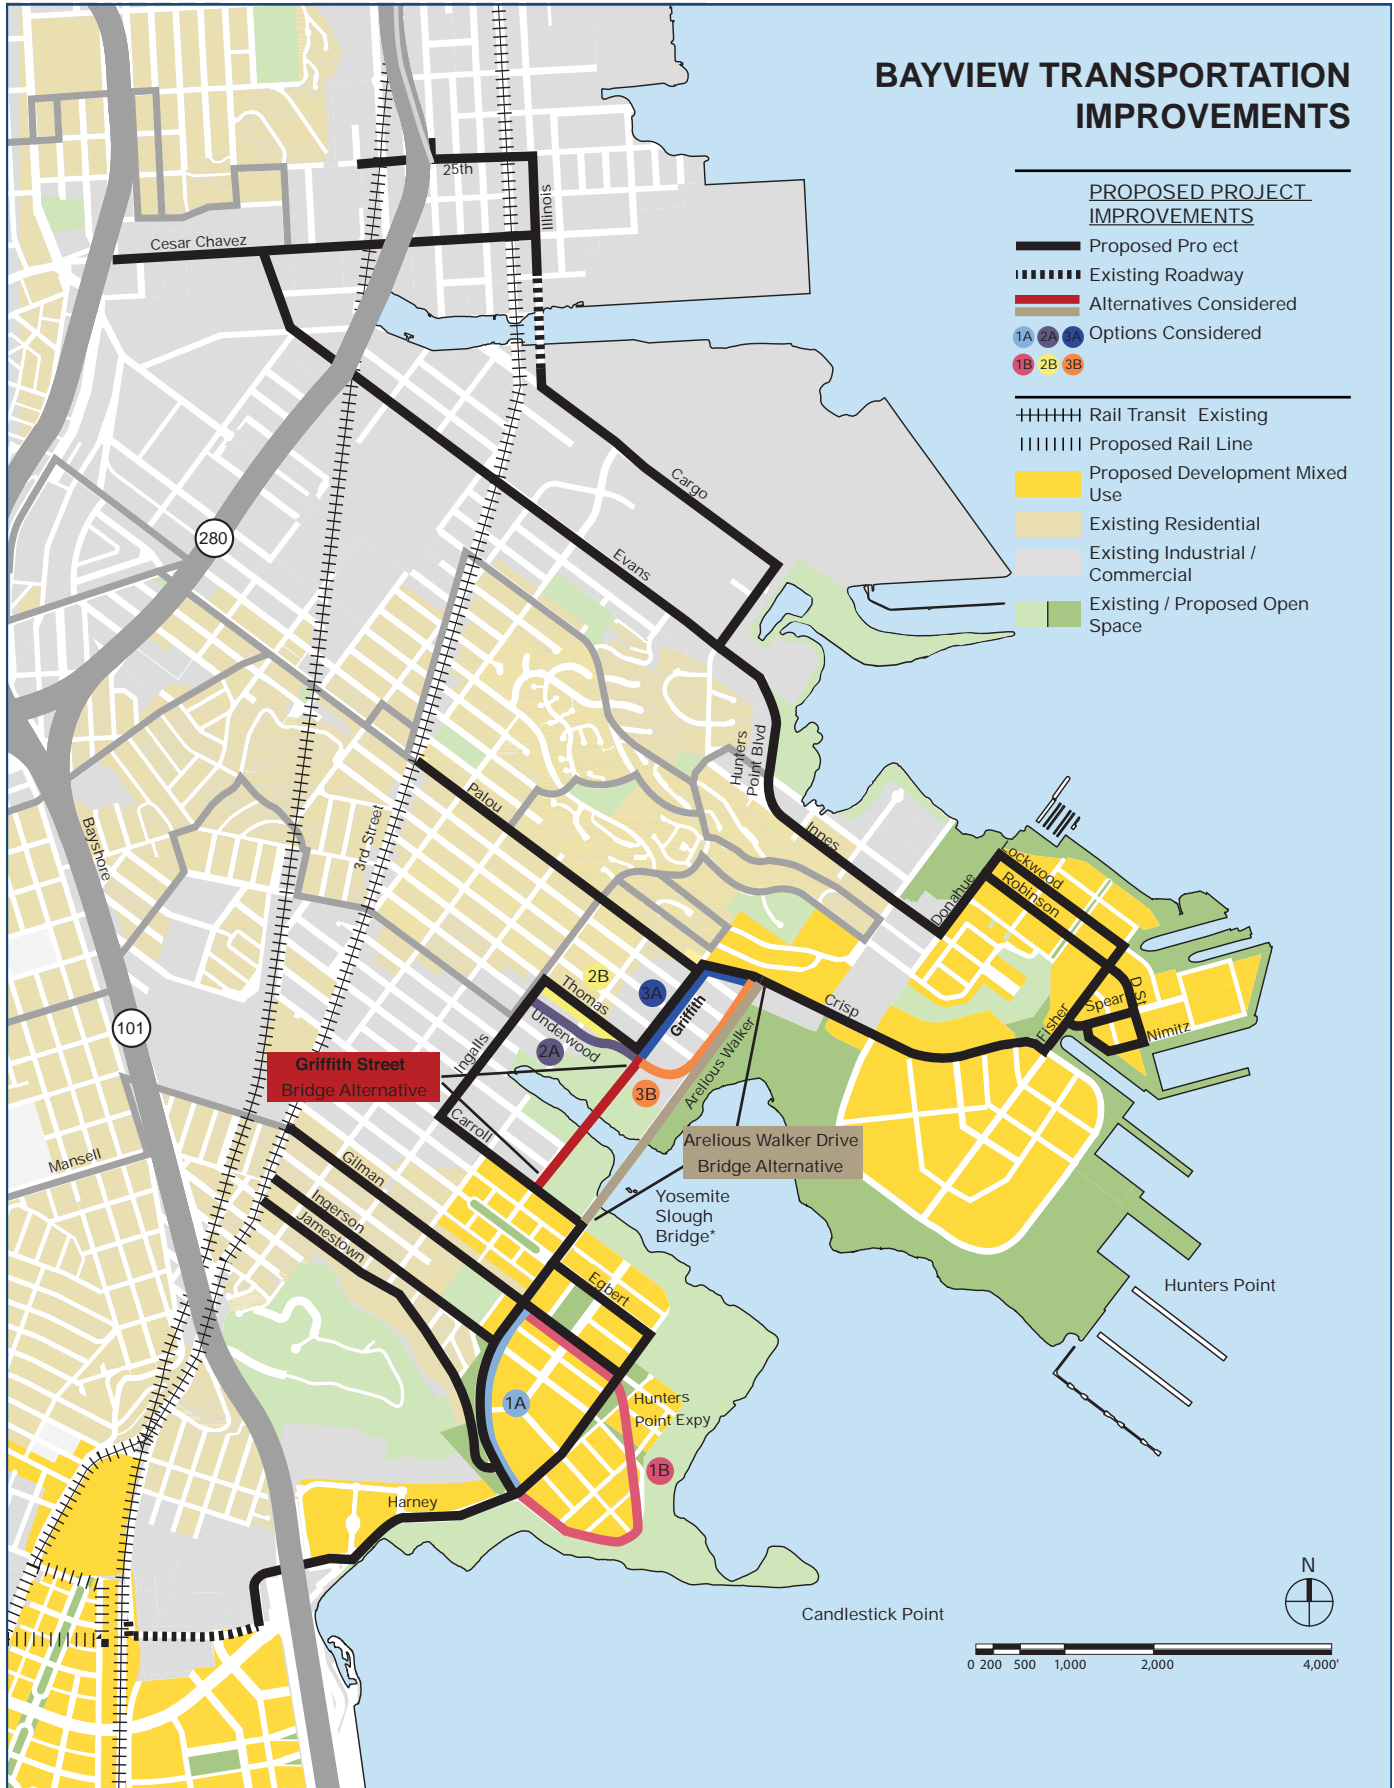 BAYVIEW TRANSPORTATION
IMPROVEMENTS
PROPOSED PROJECT
IMPROVEMENTS
Proposed Pro ect
Existing Roadway
Alternatives Considered
1A 2A 3A Options Considered
1B 2B 3B
Rail Transit Existing
Proposed Rail Line
Proposed Development Mixed
Use
Existing Residential
Existing Industrial /
Commercial
Existing / Proposed Open
Space
25th
Illinois
Cesar Chavez
Cargo
280
Evans
Hunters
Point Blvd
Palou
3rd Street
Bayshore
Innes
Lockwood
Robinson
Donahue
2B
3A
Thomas
Griffith
Crisp
Fisher
Spear
D St
Nimitz
101
Underwood
2A
Ingalls
Arelious Walker
Griffith Street
Bridge Alternative
3B
Carroll
Arelious Walker Drive
Bridge Alternative
Mansell
Gilman
Ingerson
Jamestown
Yosemite
Slough
Bridge*
Egbert
Hunters Point
1A
Hunters
Point Expy
1B
Harney
Candlestick Point
N
0 200 500 1,000 2,000 4,000'